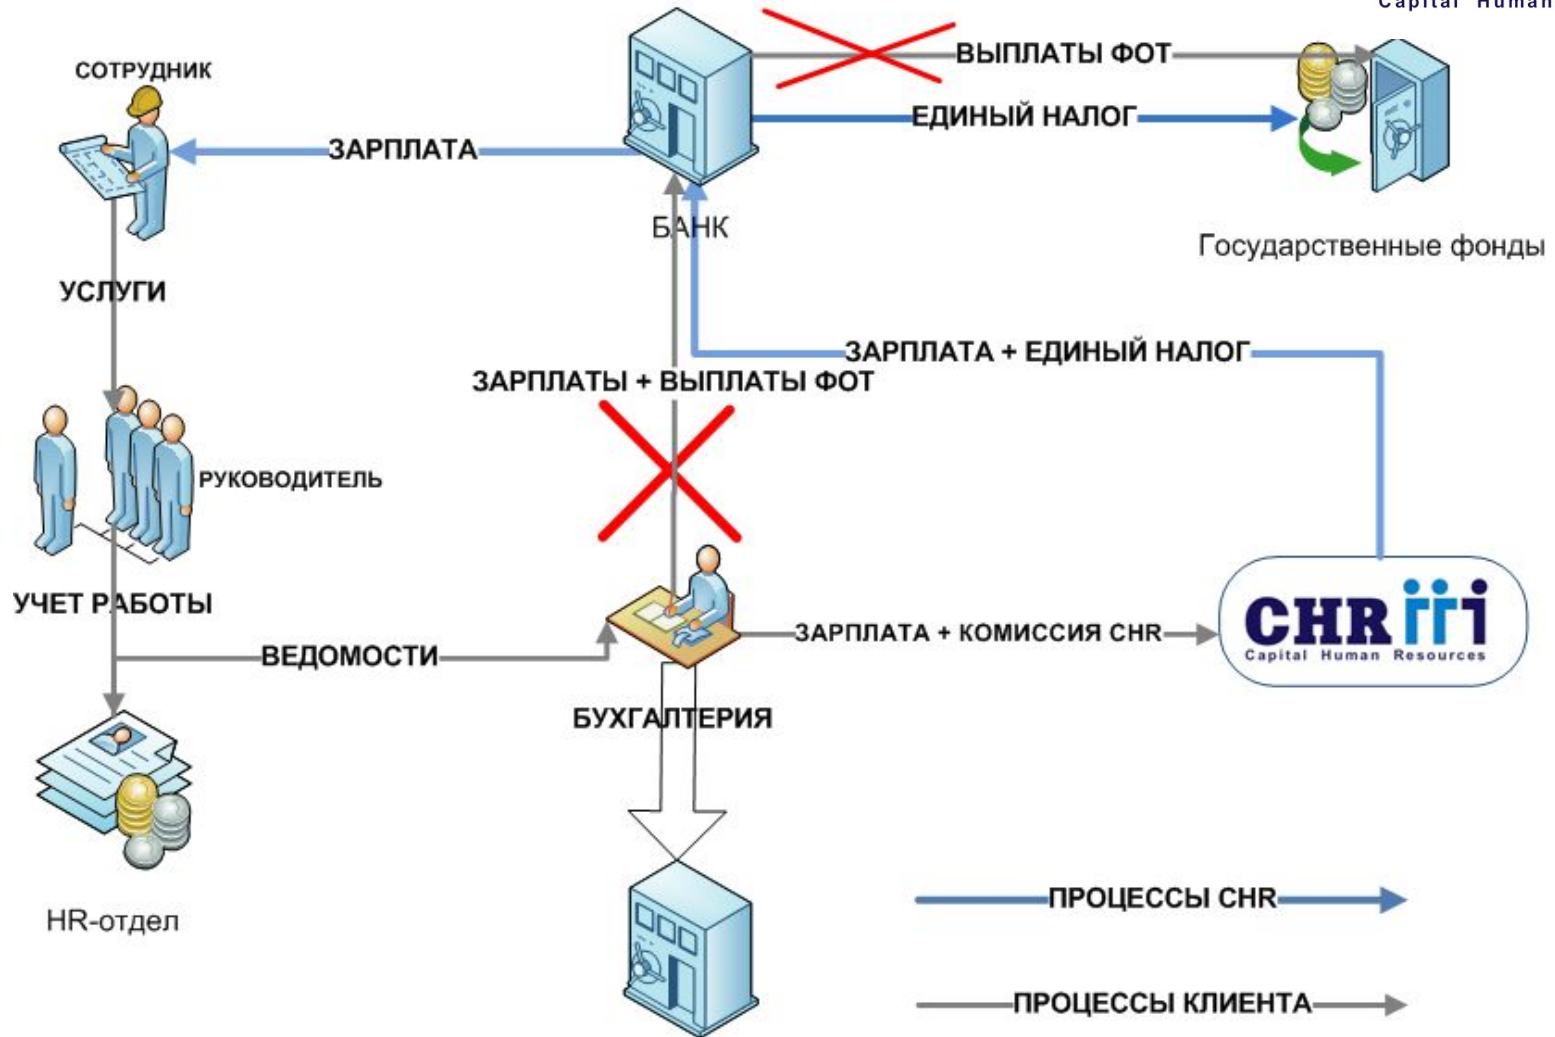 Capital Human
СОТРУДНИК
ВЫПЛАТЫ ФОТ
ЕДИНЫЙ НАЛОГ
ЗАРПЛАТА
БАНК
Государственные фонды
УСЛУГИ
ЗАРПЛАТА + ЕДИНЫЙ НАЛОГ
ЗАРПЛАТЫ + ВЫПЛАТЫ ФОТ
РУКОВОДИТЕЛЬ
УЧЕТ РАБОТЫ
ВЕДОМОСТИ
ЗАРПЛАТА + КОМИССИЯ CHR
CHR
Capital Human Resources
БУХГАЛТЕРИЯ
HR-отдел
ПРОЦЕССЫ CHR
ПРОЦЕССЫ КЛИЕНТА